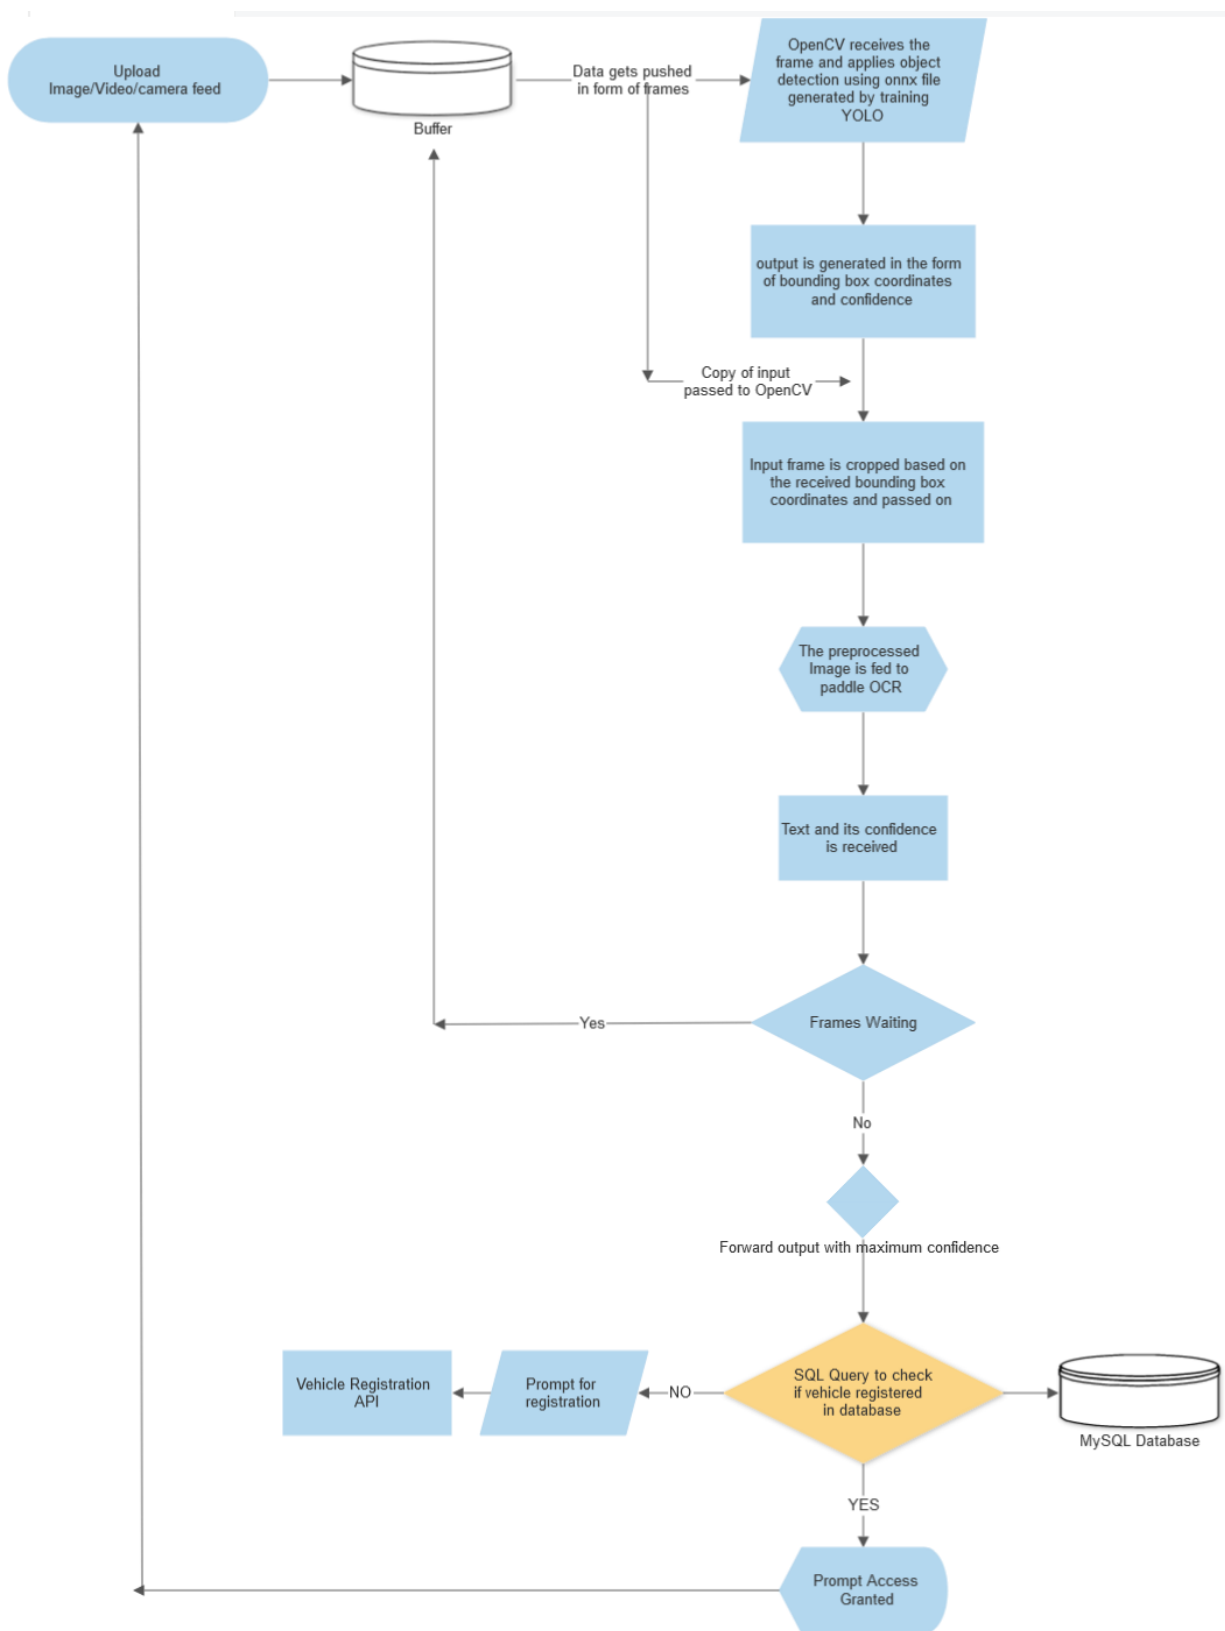 Upload
Image/Video/camera feed
Buffer
Data gets pushed
in form of frames
OpenCV receives the
frame and applies object
detection using onnx file
generated by training
YOLO
output is generated in the form
of bounding box coordinates
and confidence
Copy of input
passed to OpenCV
Input frame is cropped based on
the received bounding box
coordinates and passed on
The preprocessed
Image is fed to
paddle OCR
Text and its confidence
is received
Frames Waiting
Yes
No
Forward output with maximum confidence
SQL Query to check
if vehicle registered
in database
NO
Prompt for
registration
Vehicle Registration
API
MySQL Database
YES
Prompt Access
Granted